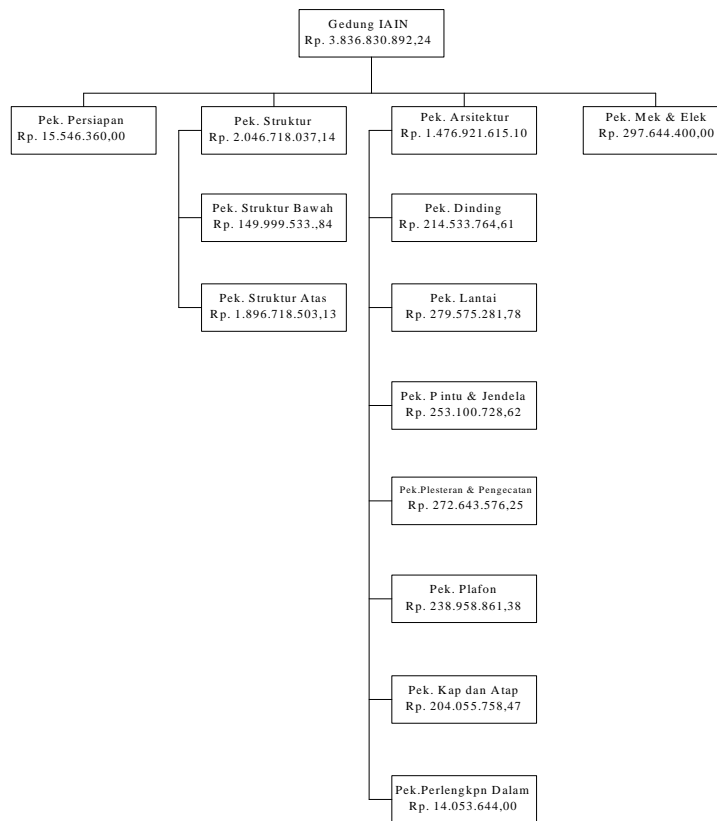 Gedung IAIN
Rp. 3.836.830.892,24
Pek. Persiapan
Rp. 15.546.360,00
Pek. Struktur
Rp. 2.046.718.037,14
Pek. Arsitektur
Rp. 1.476.921.615.10
Pek. Mek & Elek
Rp. 297.644.400,00
Pek. Struktur Bawah
Rp. 149.999.533.,84
Pek. Dinding
Rp. 214.533.764,61
Pek. Struktur Atas
Rp. 1.896.718.503,13
Pek. Lantai
Rp. 279.575.281,78
Pek. Pintu & Jendela
Rp. 253.100.728,62
Pek.Plesteran & Pengecatan
Rp. 272.643.576,25
Pek. Plafon
Rp. 238.958.861,38
Pek. Kap dan Atap
Rp. 204.055.758,47
Pek.Perlengkpn Dalam
Rp. 14.053.644,00